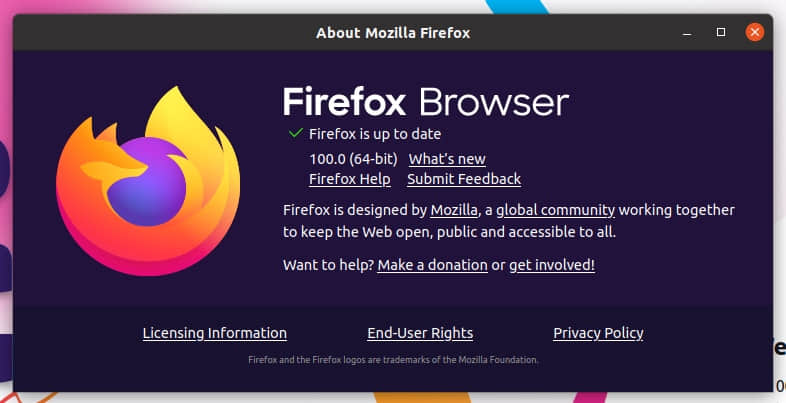 About Mozilla Firefox
Firefox Browser
Firefox is up to date
100.0 (64-bit) What's new
Firefox Help Submit Feedback
Firefox is designed by Mozilla, a global community working together
to keep the Web open, public and accessible to all.
Want to help? Make a donation or get involved!
Licensing Information End-User Rights Privacy Policy
Firefox and the Firefox logos are trademarks of the Mozilla Foundation.